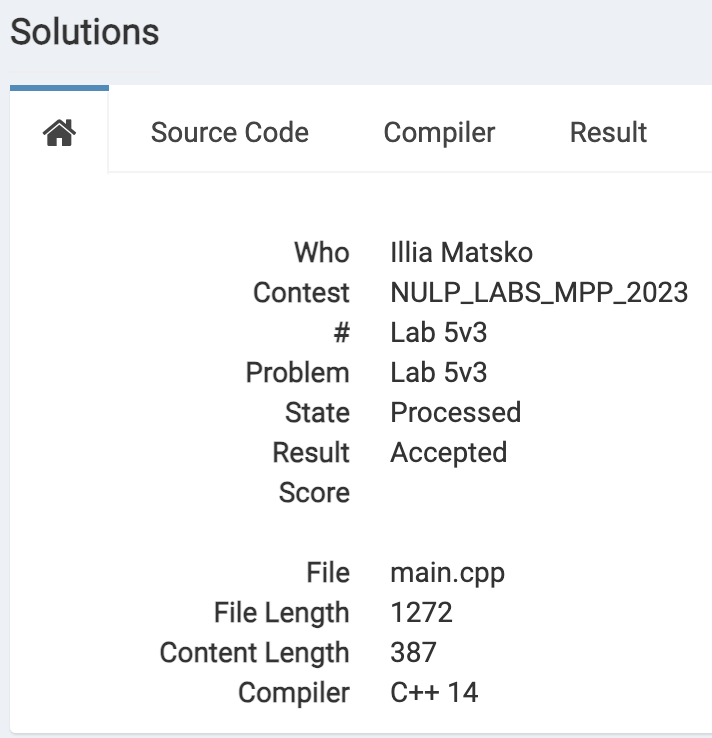 Solutions
Source Code Compiler Result
Who Illia Matsko
Contest NULP_LABS_MPP_2023
# Lab 5v3
Problem Lab 5v3
State Processed
Result Accepted
Score
File main.cpp
File Length 1272
Content Length 387
Compiler C++ 14